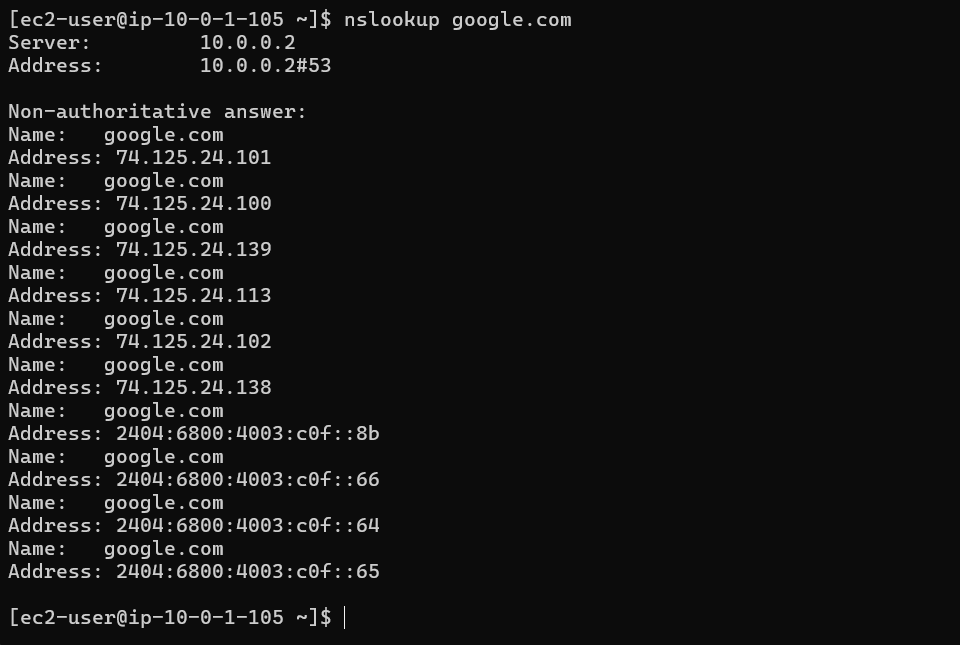 [ec2-user@ip-10-0-1-105 ~]$ nslookup google.com
Server:         10.0.0.2
Address:        10.0.0.2#53

Non-authoritative answer:
Name:   google.com
Address: 74.125.24.101
Name:   google.com
Address: 74.125.24.100
Name:   google.com
Address: 74.125.24.139
Name:   google.com
Address: 74.125.24.113
Name:   google.com
Address: 74.125.24.102
Name:   google.com
Address: 74.125.24.138
Name:   google.com
Address: 2404:6800:4003:c0f::8b
Name:   google.com
Address: 2404:6800:4003:c0f::66
Name:   google.com
Address: 2404:6800:4003:c0f::64
Name:   google.com
Address: 2404:6800:4003:c0f::65

[ec2-user@ip-10-0-1-105 ~]$